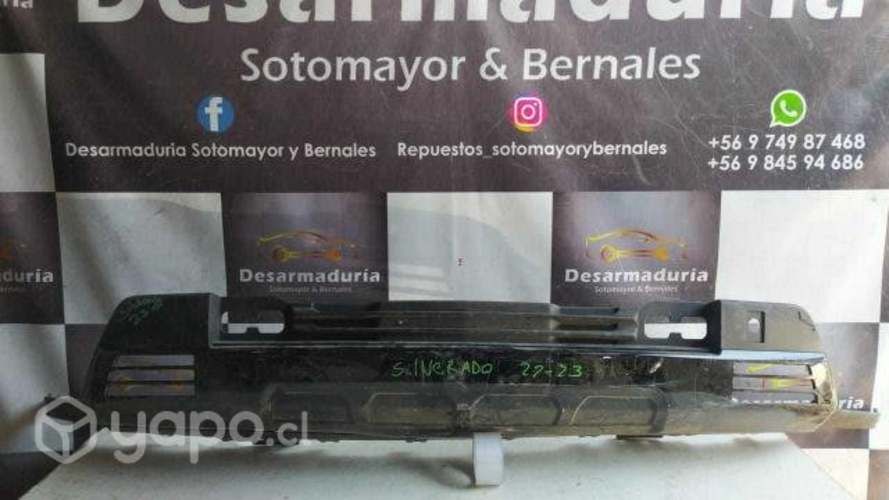 Desarmaduría
Sotomayor & Bernales
Desarmaduria Sotomayor y Bernales
Repuestos_sotomayorybernales
+56 9 749 87 468
+56 9 845 94 686
Desarmaduría
Sotomayor & Bernales
Desarmaduría
Sotomayor & Bernales
duría
SILVERADO 22-23
yapo.cl